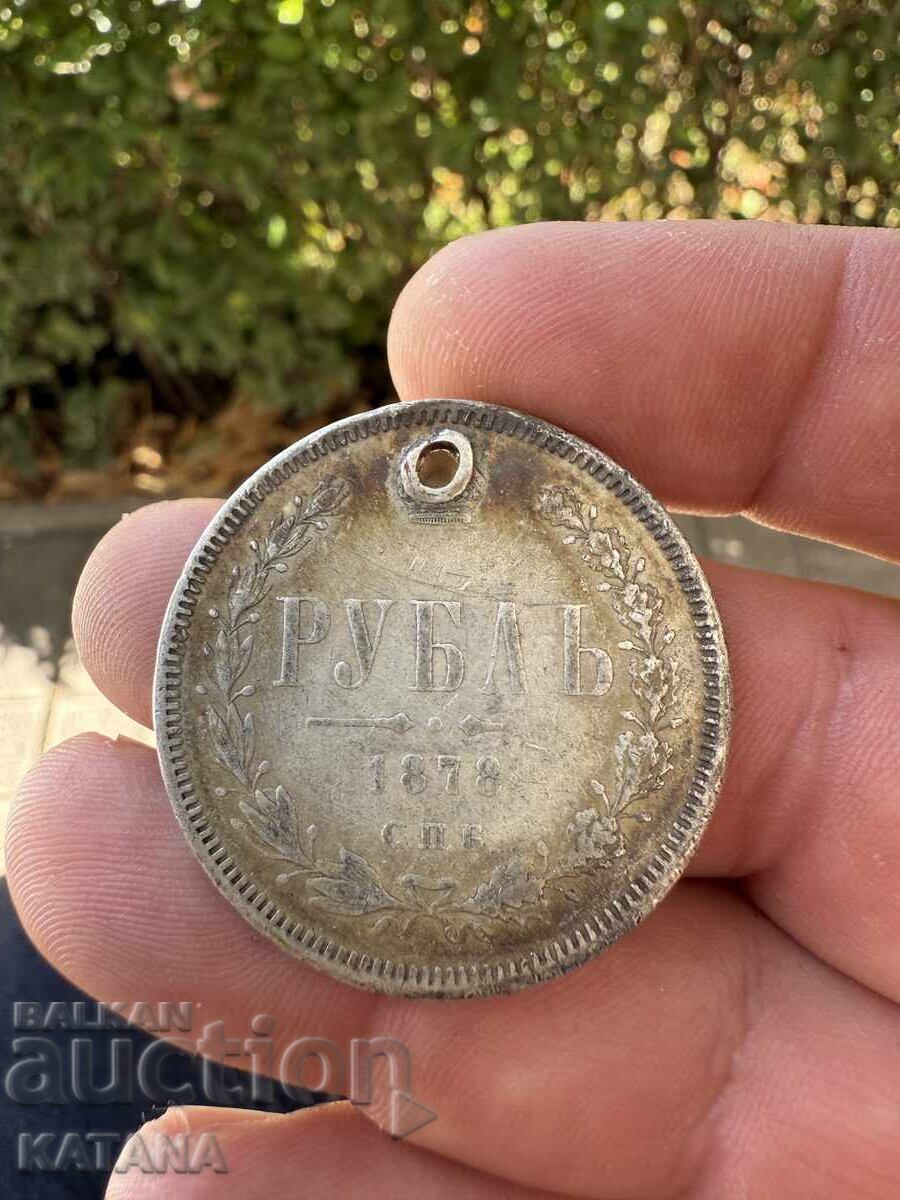 РУБЛЬ
1878
СПБ
BALKAN
auction
KATANA